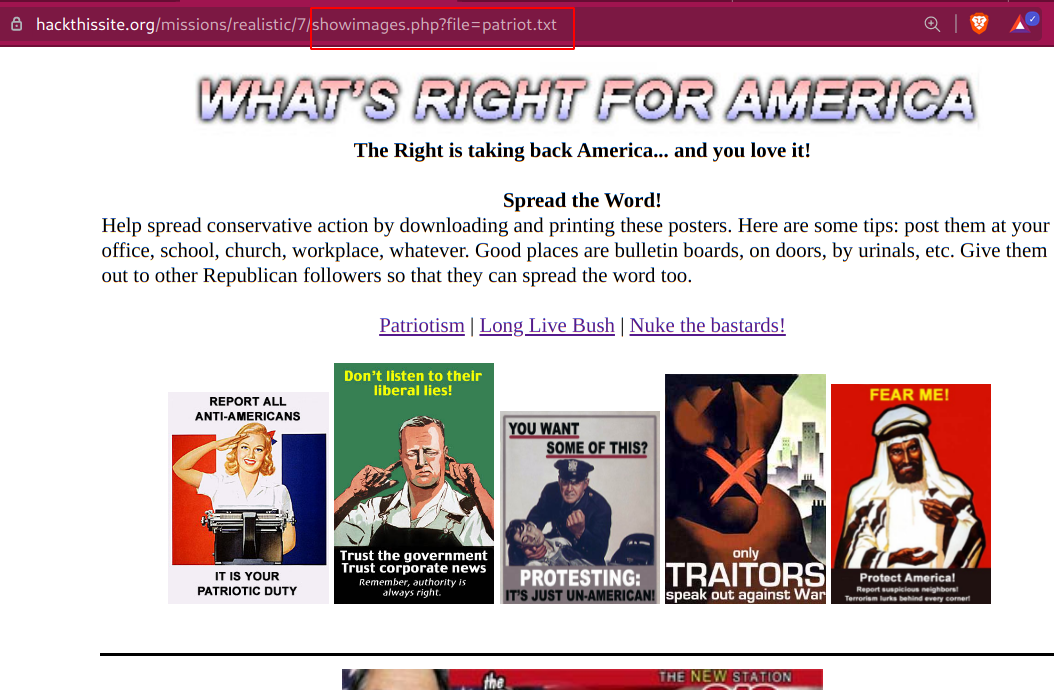 hackthissite.org/missions/realistic/7/showimages.php?file=patriot.txt
WHAT'S RIGHT FOR AMERICA
The Right is taking back America... and you love it!
Spread the Word!
Help spread conservative action by downloading and printing these posters. Here are some tips: post them at your
office, school, church, workplace, whatever. Good places are bulletin boards, on doors, by urinals, etc. Give them
out to other Republican followers so that they can spread the word too.
Patriotism | Long Live Bush | Nuke the bastards!
REPORT ALL
ANTI-AMERICANS
IT IS YOUR
PATRIOTIC DUTY
Don't listen to their
liberal lies!
Trust the government
Trust corporate news
Remember, authority is
always right.
YOU WANT
SOME OF THIS?
PROTESTING:
IT'S JUST UN-AMERICAN!
only
TRAITORS
speak out against War
FEAR ME!
Protect America!
Report suspicious neighbors!
Terrorism lurks behind every corner!
the
THE NEW STATION